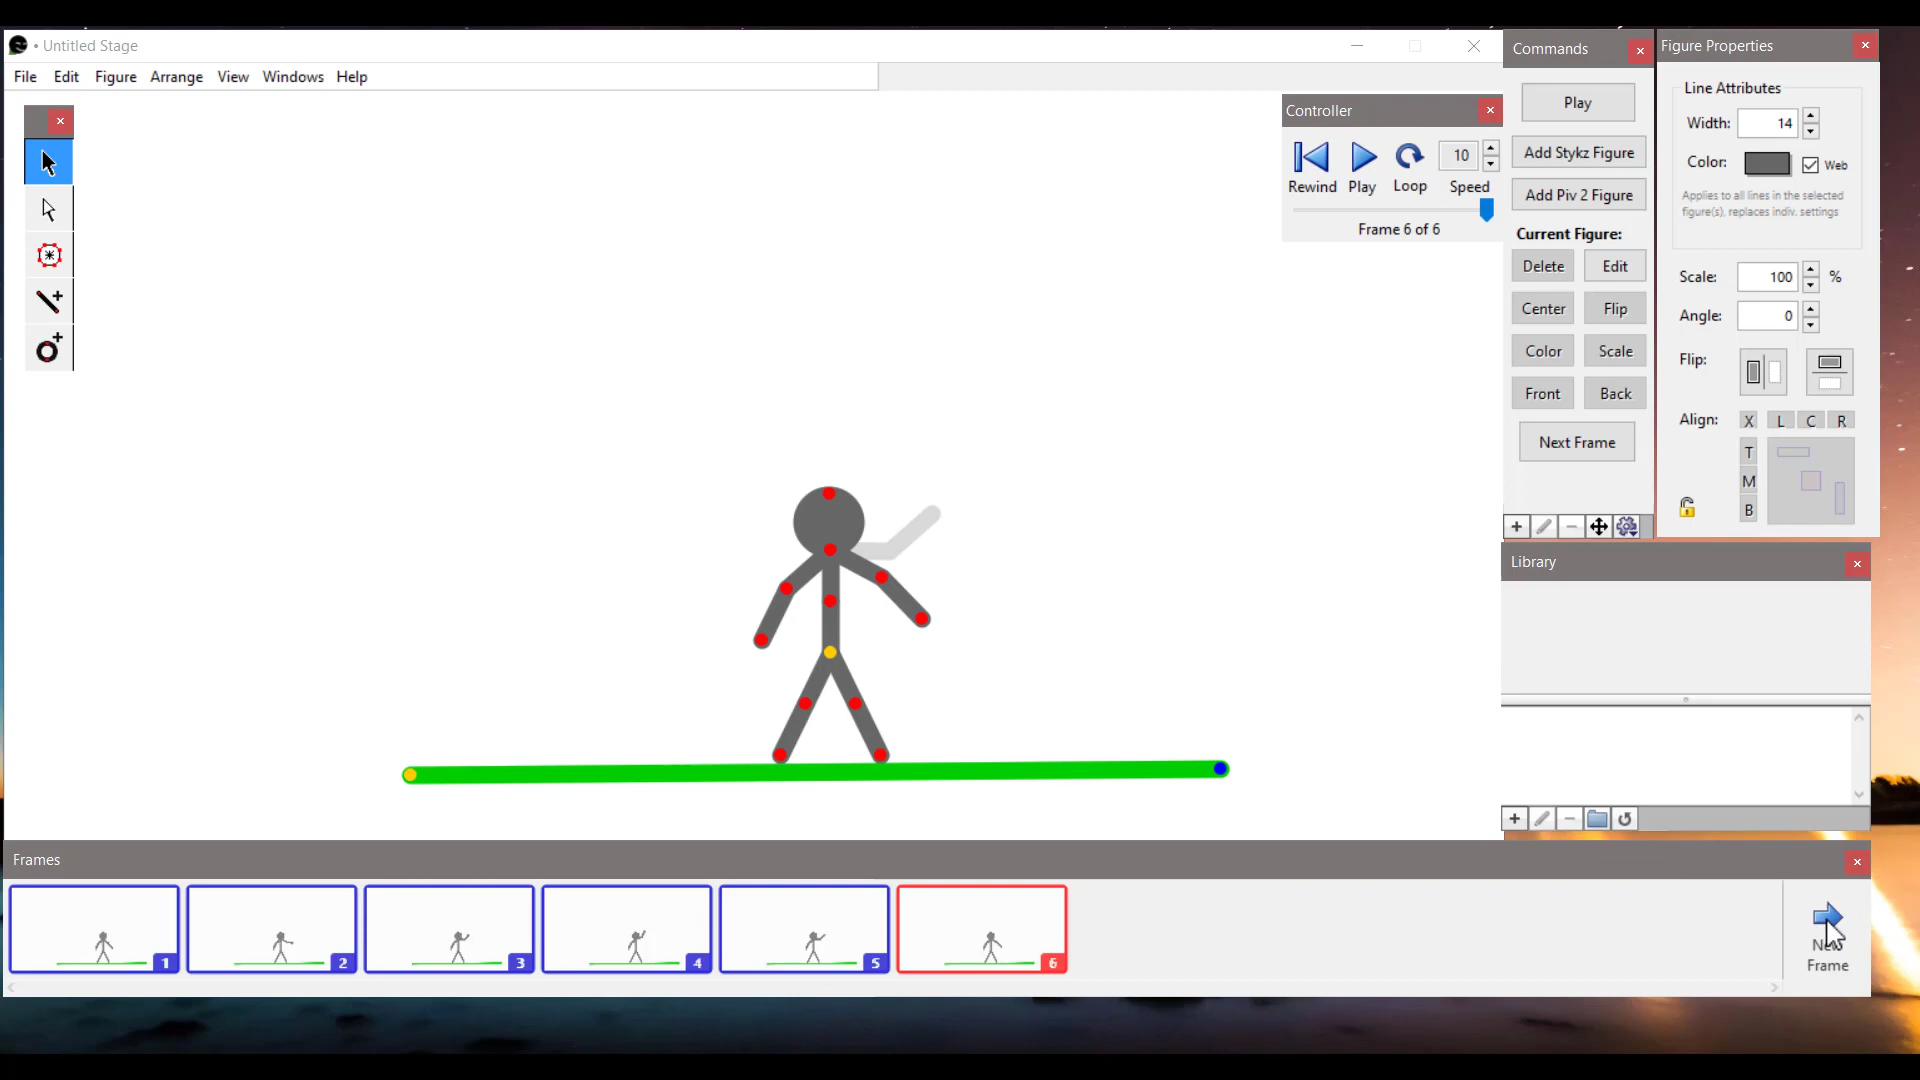 • Untitled Stage
File Edit Figure Arrange View Windows Help
Controller
Rewind Play Loop
10
Speed
Frame 6 of 6
Commands
Play
Add Stykz Figure
Add Piv 2 Figure
Current Figure:
Delete Edit
Center Flip
Color Scale
Front Back
Next Frame
Figure Properties
Line Attributes
Width: 14
Color: Web
Applies to all lines in the selected
figure(s), replaces indiv. settings
Scale: 100 %
Angle: 0
Flip:
Align: X L C R
T
M
B
Library
Frames
1 2 3 4 5 6
Frame